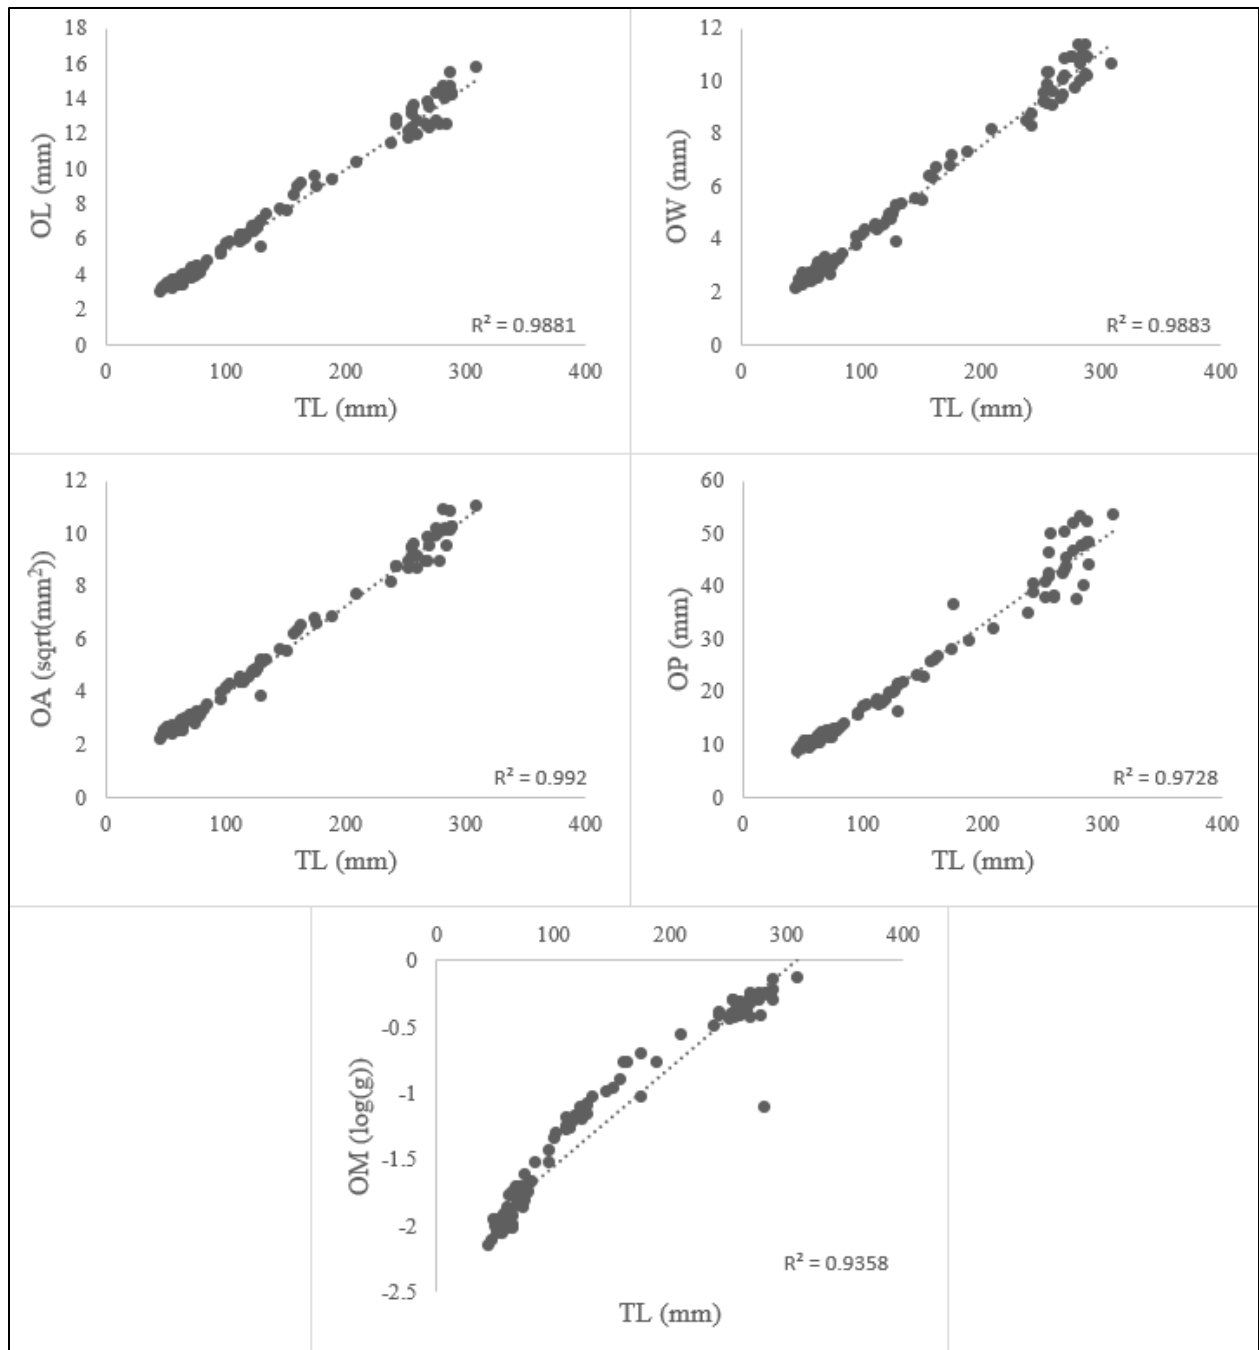 18
16
14
12
10
8
6
4
2
0
OL (mm)
R² = 0.9881
0 100 200 300 400
TL (mm)
12
10
8
6
4
2
0
OW (mm)
R² = 0.9883
0 100 200 300 400
TL (mm)
12
10
8
6
4
2
0
OA (sqrt(mm²))
R² = 0.992
0 100 200 300 400
TL (mm)
60
50
40
30
20
10
0
OP (mm)
R² = 0.9728
0 100 200 300 400
TL (mm)
0 100 200 300 400
0
-0.5
-1
-1.5
-2
-2.5
OM (log(g))
R² = 0.9358
TL (mm)